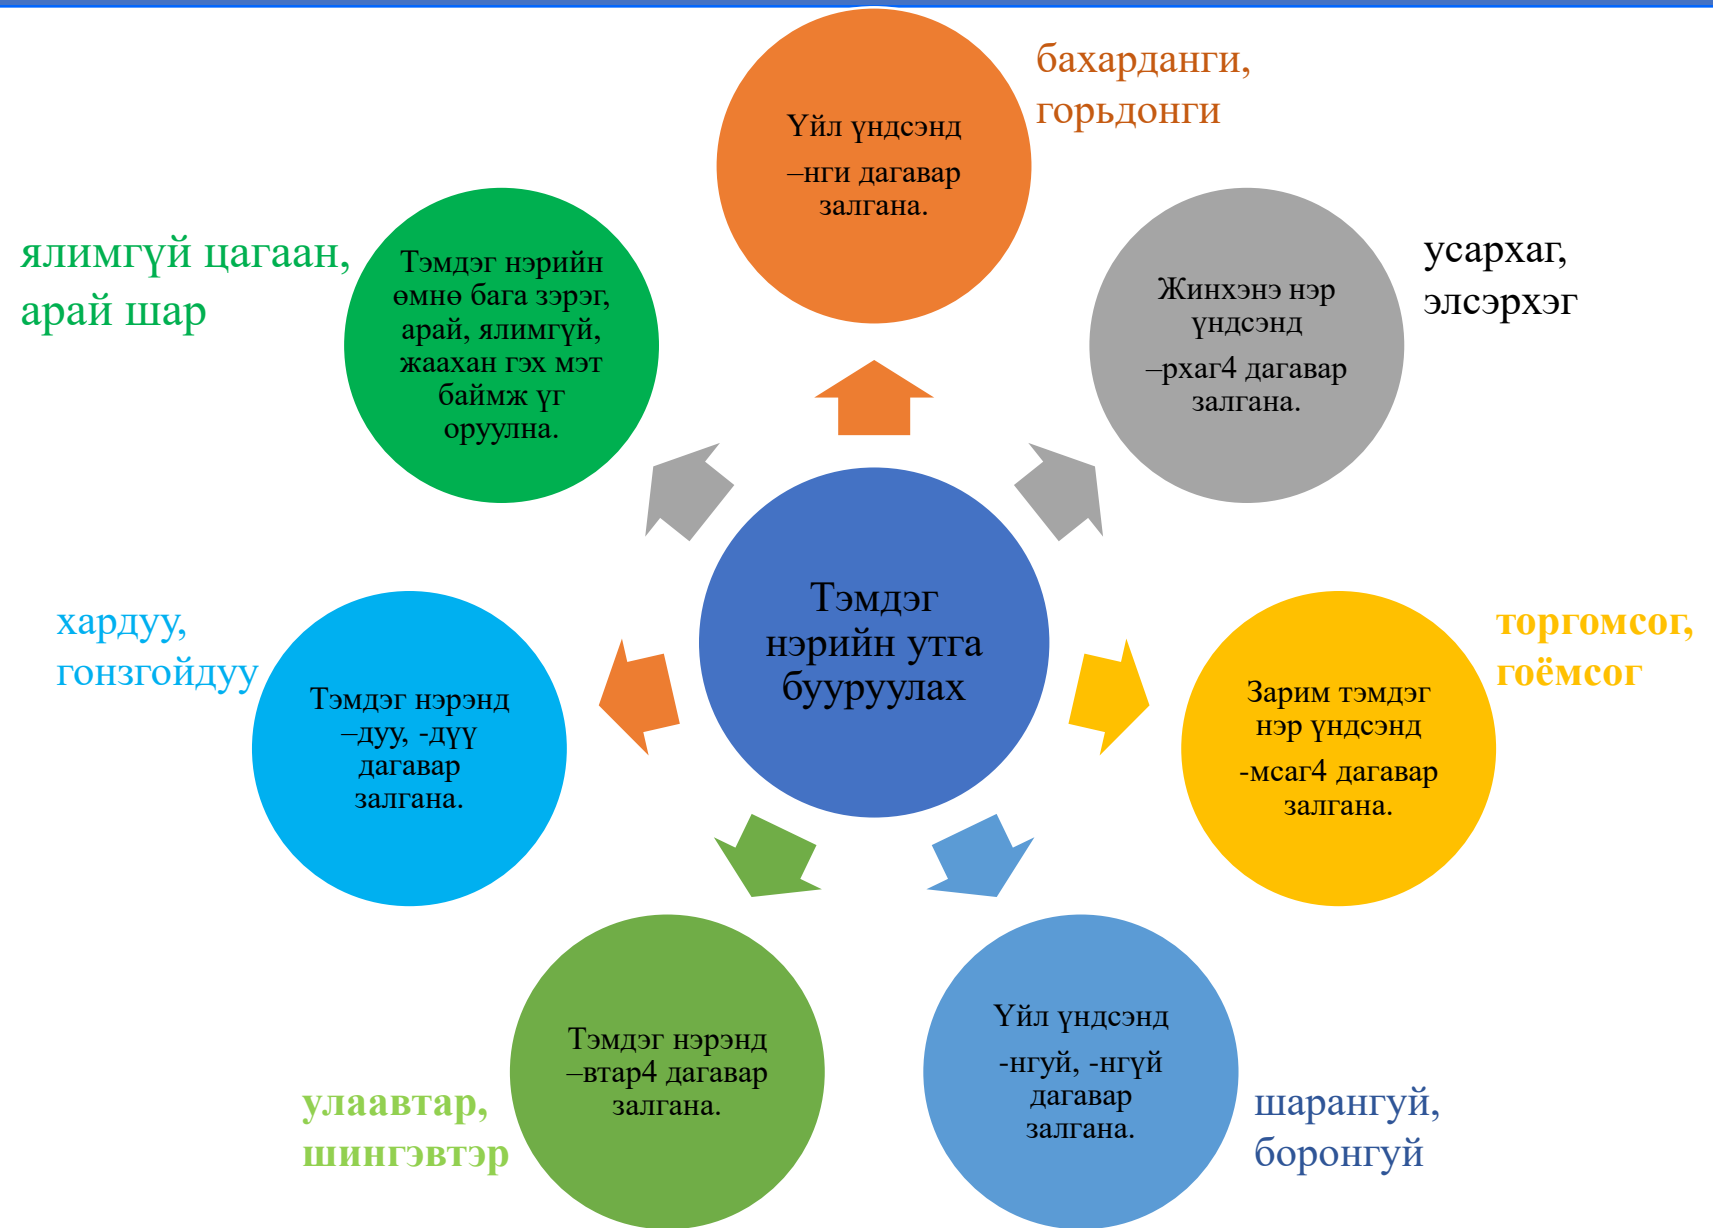 бахарданги,
горьдонги
Үйл үндсэнд
–нги дагавар
залгана.
ялимгүй цагаан,
арай шар
Тэмдэг нэрийн
өмнө бага зэрэг,
арай, ялимгүй,
жаахан гэх мэт
баймж үг
оруулна.
Жинхэнэ нэр
үндсэнд
–рхаг4 дагавар
залгана.
усархаг,
элсэрхэг
Тэмдэг
нэрийн утга
бууруулах
хардуу,
гонзгойдуу
Тэмдэг нэрэнд
–дуу, -дүү
дагавар
залгана.
Зарим тэмдэг
нэр үндсэнд
-мсаг4 дагавар
залгана.
торгомсог,
гоёмсог
Тэмдэг нэрэнд
–втар4 дагавар
залгана.
улаавтар,
шингэвтэр
Үйл үндсэнд
-нгуй, -нгүй
дагавар
залгана.
шарангуй,
боронгуй